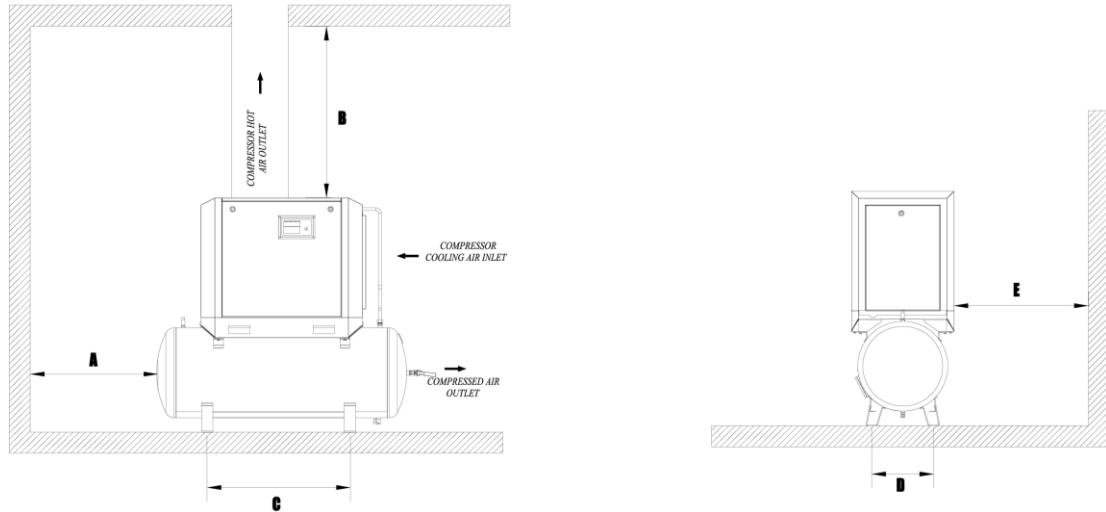 B
COMPRESSOR HOT
AIR OUTLET
COMPRESSOR
COOLING AIR INLET
E
A
COMPRESSED AIR
OUTLET
D
C